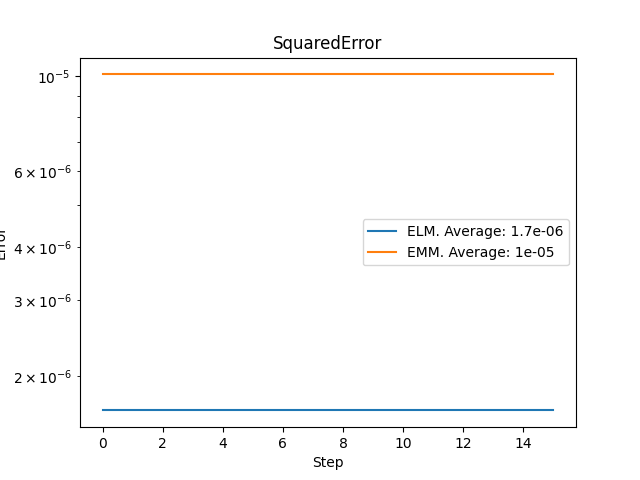 SquaredError
10⁻⁵
6 × 10⁻⁶
4 × 10⁻⁶
3 × 10⁻⁶
2 × 10⁻⁶
Error
ELM. Average: 1.7e-06
EMM. Average: 1e-05
0 2 4 6 8 10 12 14
Step